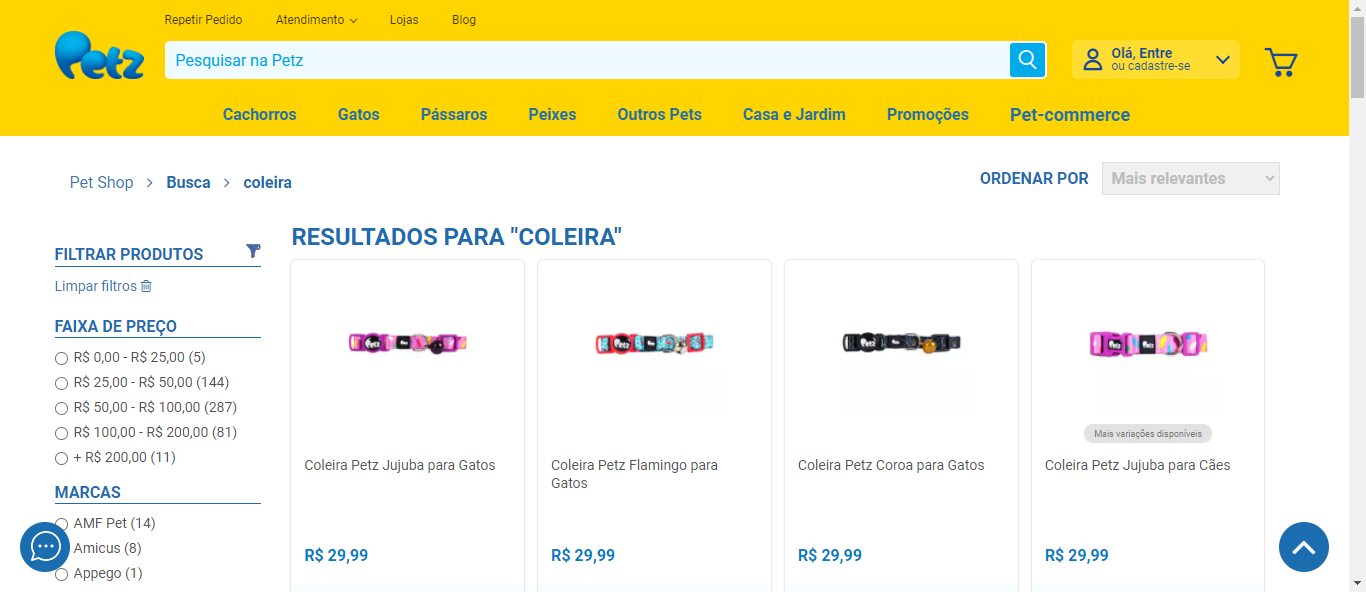 Repetir Pedido Atendimento Lojas Blog
Petz
Pesquisar na Petz
Olá, Entre
ou cadastre-se
Cachorros Gatos Pássaros Peixes Outros Pets Casa e Jardim Promoções Pet-commerce
Pet Shop > Busca > coleira
ORDENAR POR Mais relevantes
RESULTADOS PARA "COLEIRA"
FILTRAR PRODUTOS
Limpar filtros
FAIXA DE PREÇO
R$ 0,00 - R$ 25,00 (5)
R$ 25,00 - R$ 50,00 (144)
R$ 50,00 - R$ 100,00 (287)
R$ 100,00 - R$ 200,00 (81)
+ R$ 200,00 (11)
MARCAS
AMF Pet (14)
Amicus (8)
Appego (1)
Petz
Coleira Petz Jujuba para Gatos
R$ 29,99
Petz
Coleira Petz Flamingo para
Gatos
R$ 29,99
Petz
Coleira Petz Coroa para Gatos
R$ 29,99
Petz Petz
Mais variações disponíveis
Coleira Petz Jujuba para Cães
R$ 29,99